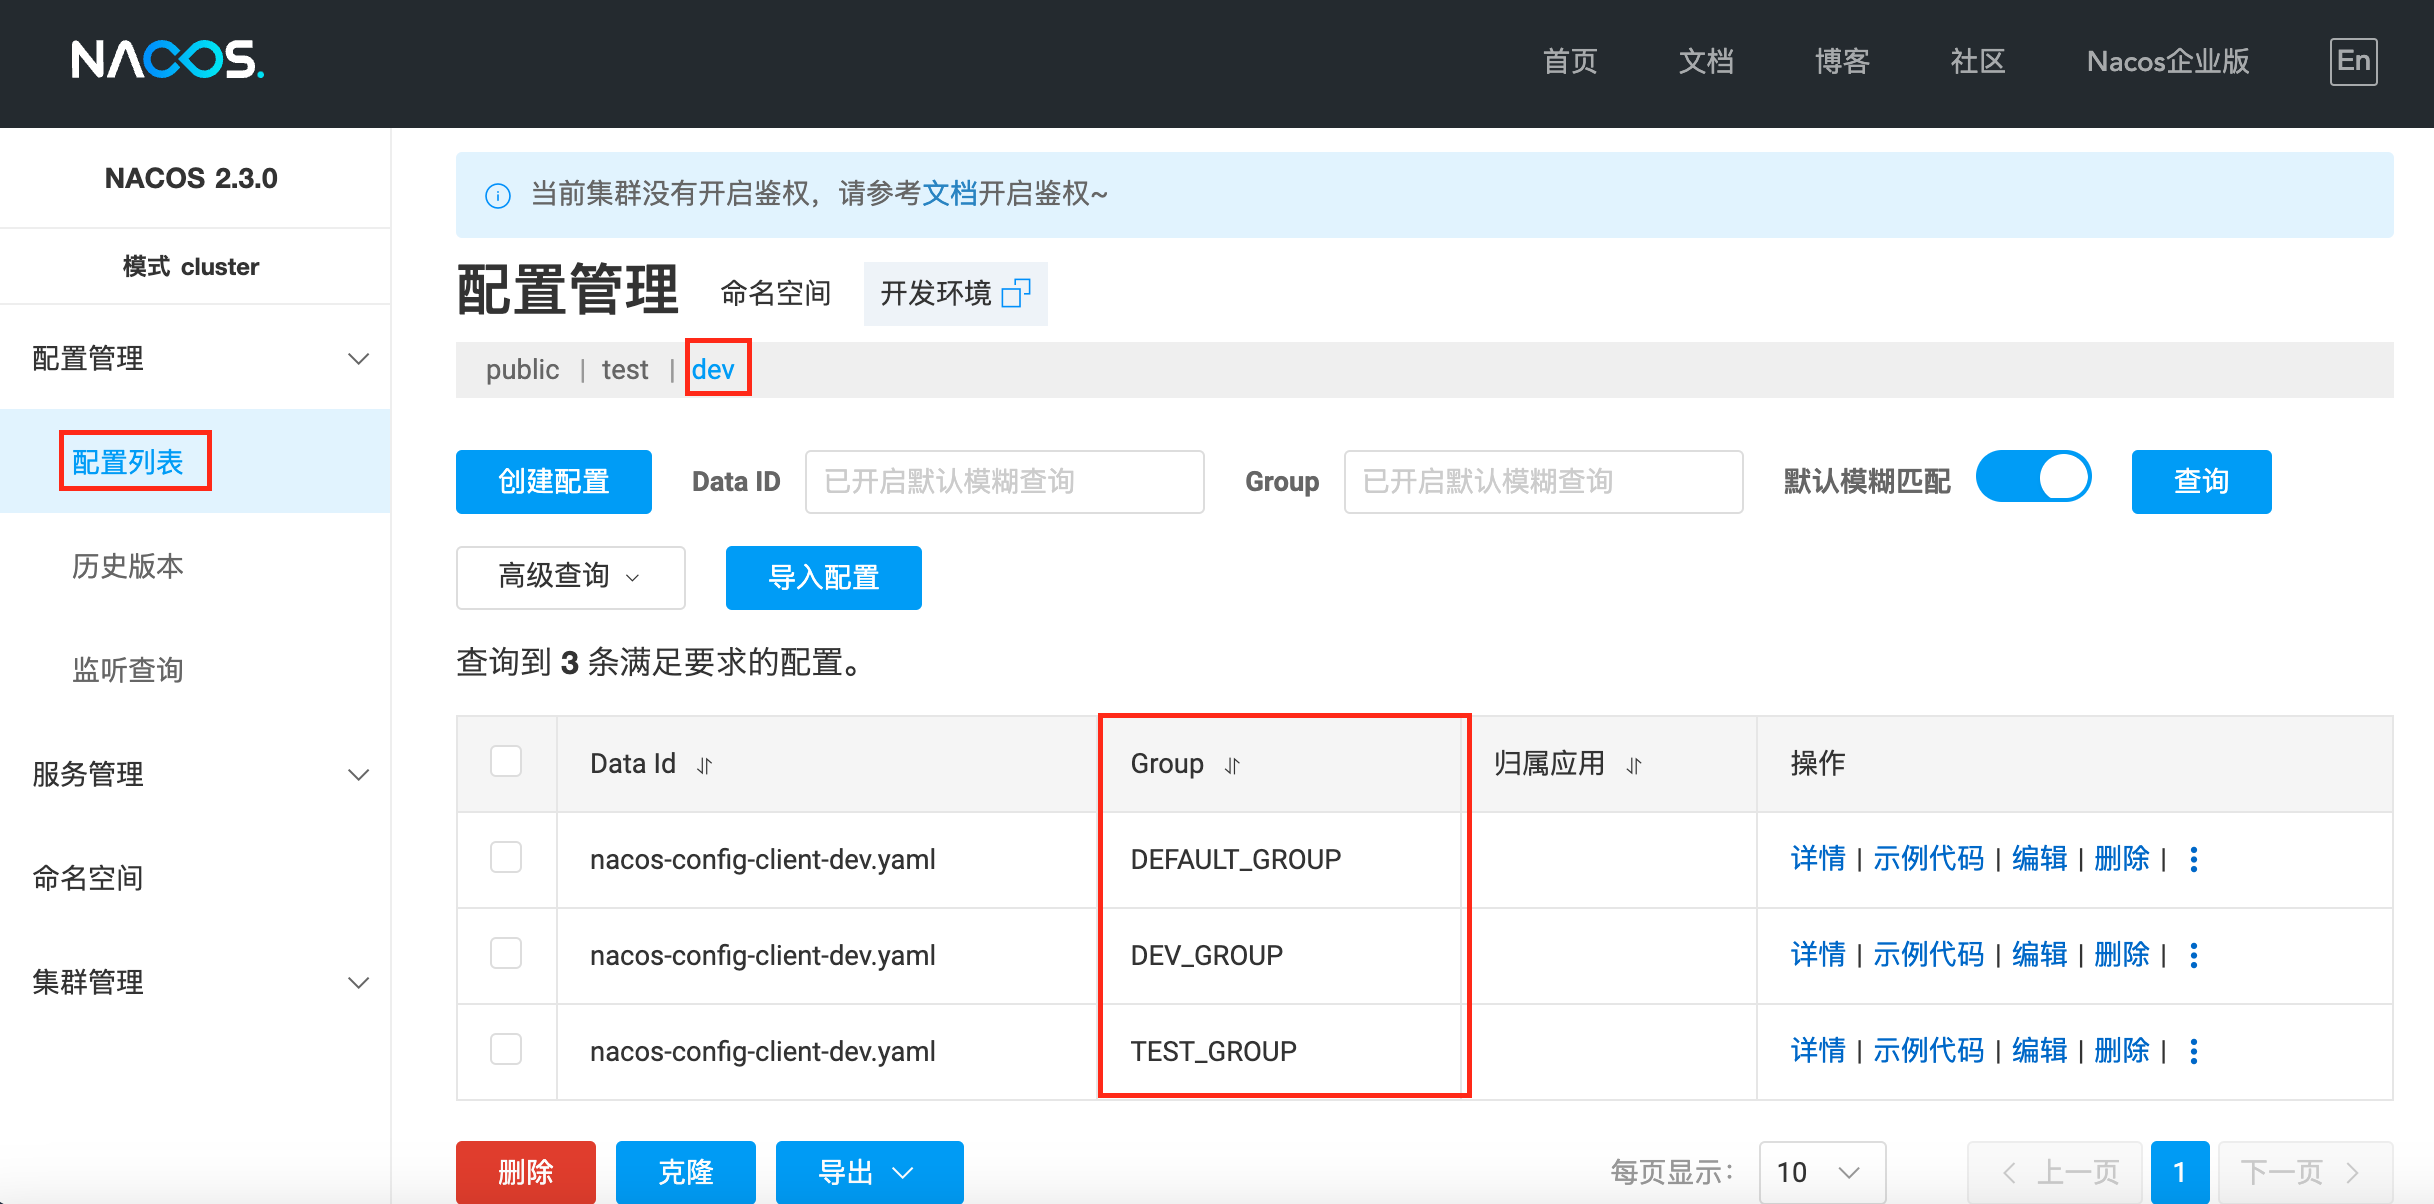 NACOS.
首页 文档 博客 社区 Nacos企业版 En
NACOS 2.3.0
模式 cluster
配置管理
配置列表
历史版本
监听查询
服务管理
命名空间
集群管理
当前集群没有开启鉴权，请参考文档开启鉴权~
配置管理 命名空间 开发环境
public | test | dev
创建配置 Data ID 已开启默认模糊查询 Group 已开启默认模糊查询 默认模糊匹配 查询
高级查询 导入配置
查询到 3 条满足要求的配置。
Data Id Group 归属应用 操作
nacos-config-client-dev.yaml DEFAULT_GROUP 详情 | 示例代码 | 编辑 | 删除 |
nacos-config-client-dev.yaml DEV_GROUP 详情 | 示例代码 | 编辑 | 删除 |
nacos-config-client-dev.yaml TEST_GROUP 详情 | 示例代码 | 编辑 | 删除 |
删除 克隆 导出 每页显示: 10 上一页 1 下一页